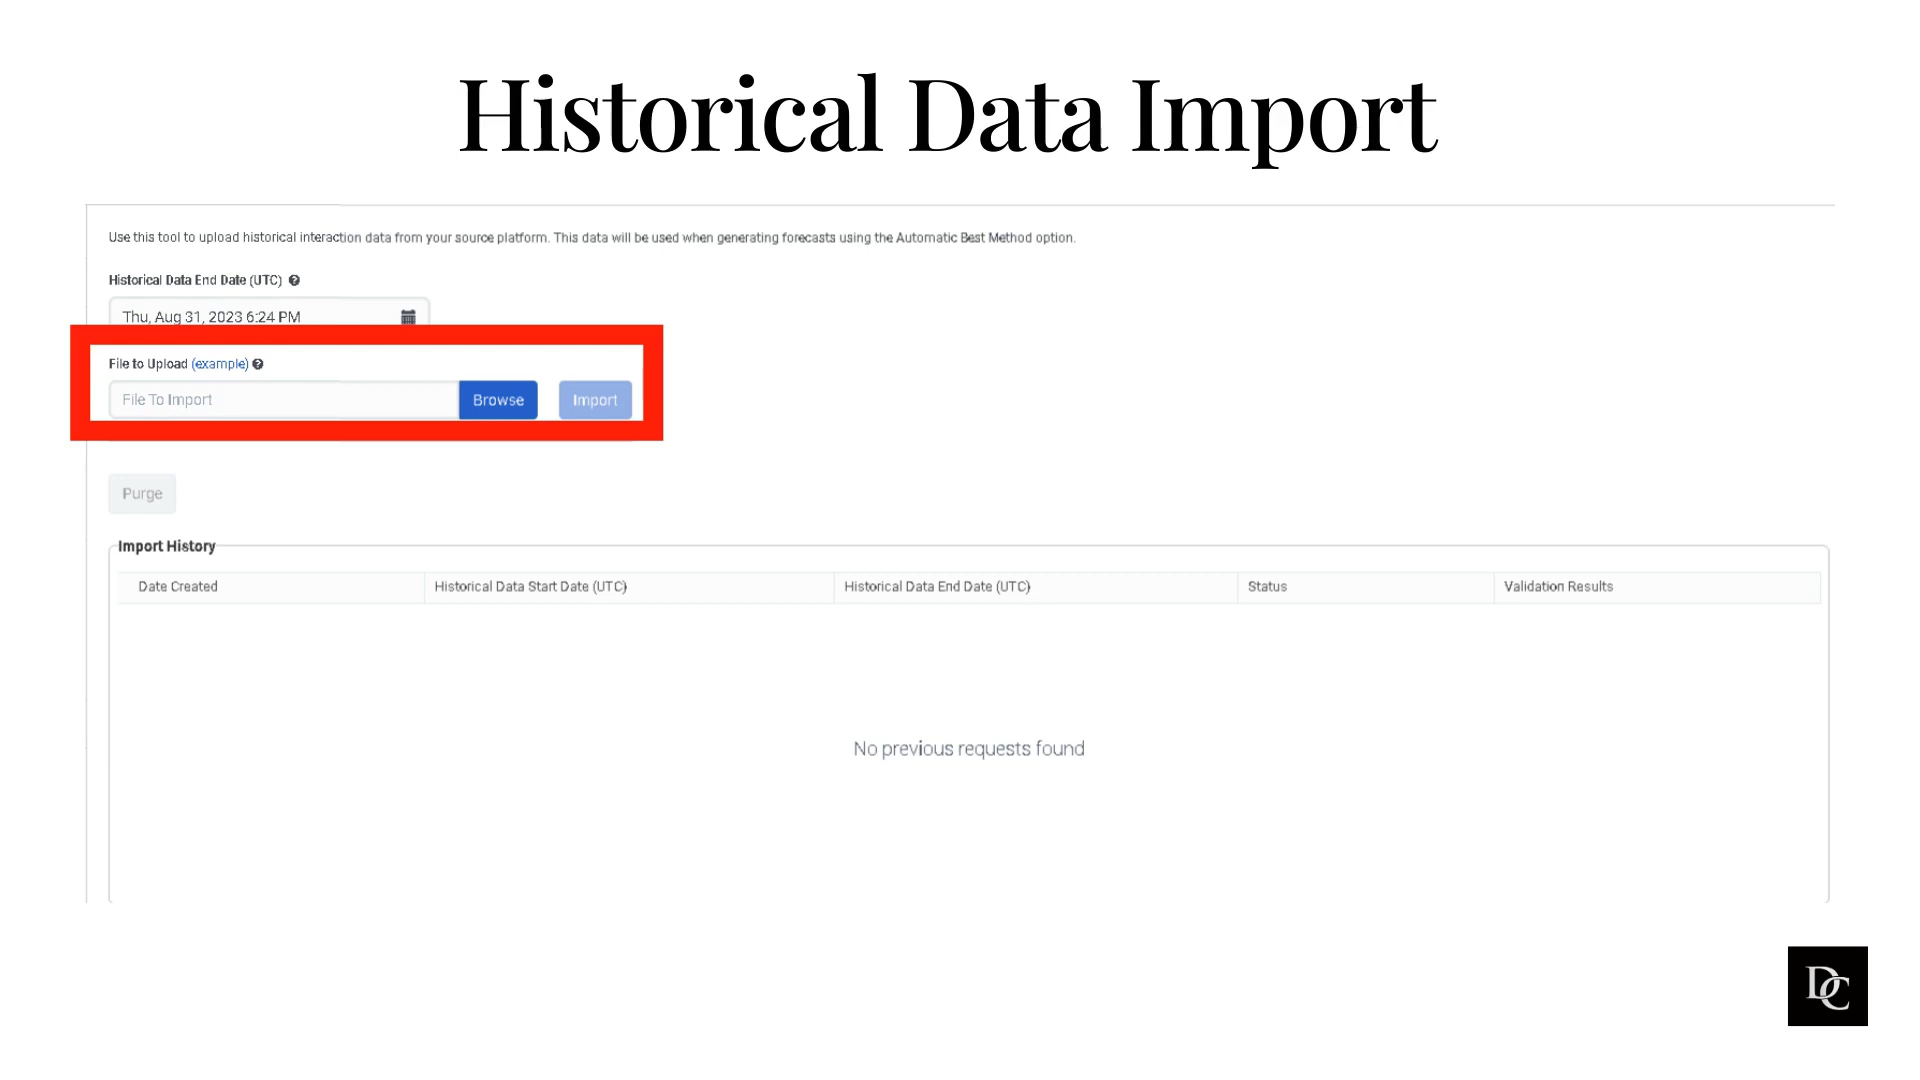 Historical Data Import
Use this tool to upload historical interaction data from your source platform. This data will be used when generating forecasts using the Automatic Best Method option.
Historical Data End Date (UTC)
Thu, Aug 31, 2023 6:24 PM
File to Upload (example)
File To Import Browse Import
Purge
Import History
Date Created Historical Data Start Date (UTC) Historical Data End Date (UTC) Status Validation Results
No previous requests found
DC